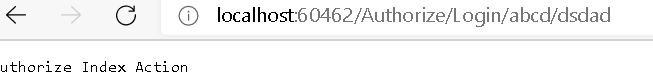 localhost:60462/Authorize/Login/abcd/dsdad
uthorize Index Action